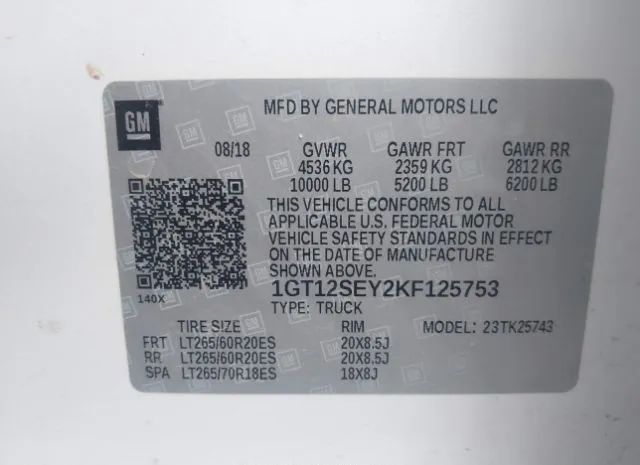 GM
MFD BY GENERAL MOTORS LLC
08/18 GVWR GAWR FRT GAWR RR
4536 KG 2359 KG 2812 KG
10000 LB 5200 LB 6200 LB
THIS VEHICLE CONFORMS TO ALL
APPLICABLE U.S. FEDERAL MOTOR
VEHICLE SAFETY STANDARDS IN EFFECT
ON THE DATE OF MANUFACTURE
SHOWN ABOVE.
140X 1GT12SEY2KF125753
TYPE: TRUCK
TIRE SIZE RIM MODEL: 23TK25743
FRT LT265/60R20ES 20X8.5J
RR LT265/60R20ES 20X8.5J
SPA LT265/70R18ES 18X8J